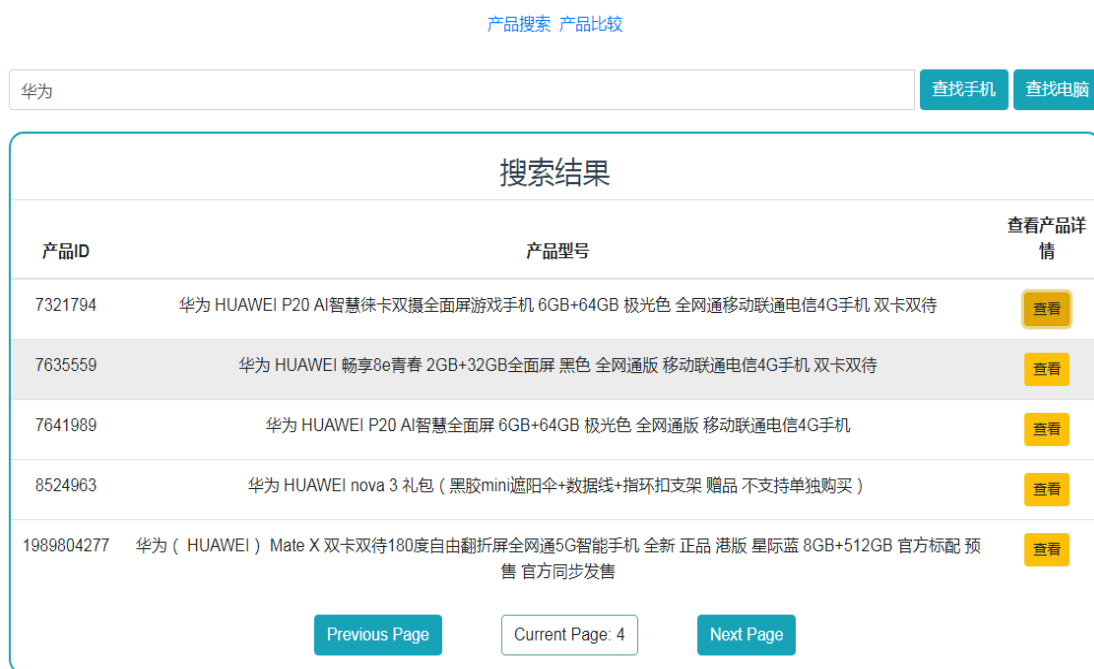 产品搜索 产品比较
华为 查找手机 查找电脑
搜索结果
产品ID 产品型号 查看产品详
情
7321794 华为 HUAWEI P20 AI智慧徕卡双摄全面屏游戏手机 6GB+64GB 极光色 全网通移动联通电信4G手机 双卡双待 查看
7635559 华为 HUAWEI 畅享8e青春 2GB+32GB全面屏 黑色 全网通版 移动联通电信4G手机 双卡双待 查看
7641989 华为 HUAWEI P20 AI智慧全面屏 6GB+64GB 极光色 全网通版 移动联通电信4G手机 查看
8524963 华为 HUAWEI nova 3 礼包（黑胶mini遮阳伞+数据线+指环扣支架 赠品 不支持单独购买） 查看
1989804277 华为（ HUAWEI） Mate X 双卡双待180度自由翻折屏全网通5G智能手机 全新 正品 港版 星际蓝 8GB+512GB 官方标配 预 查看
售 官方同步发售
Previous Page Current Page: 4 Next Page